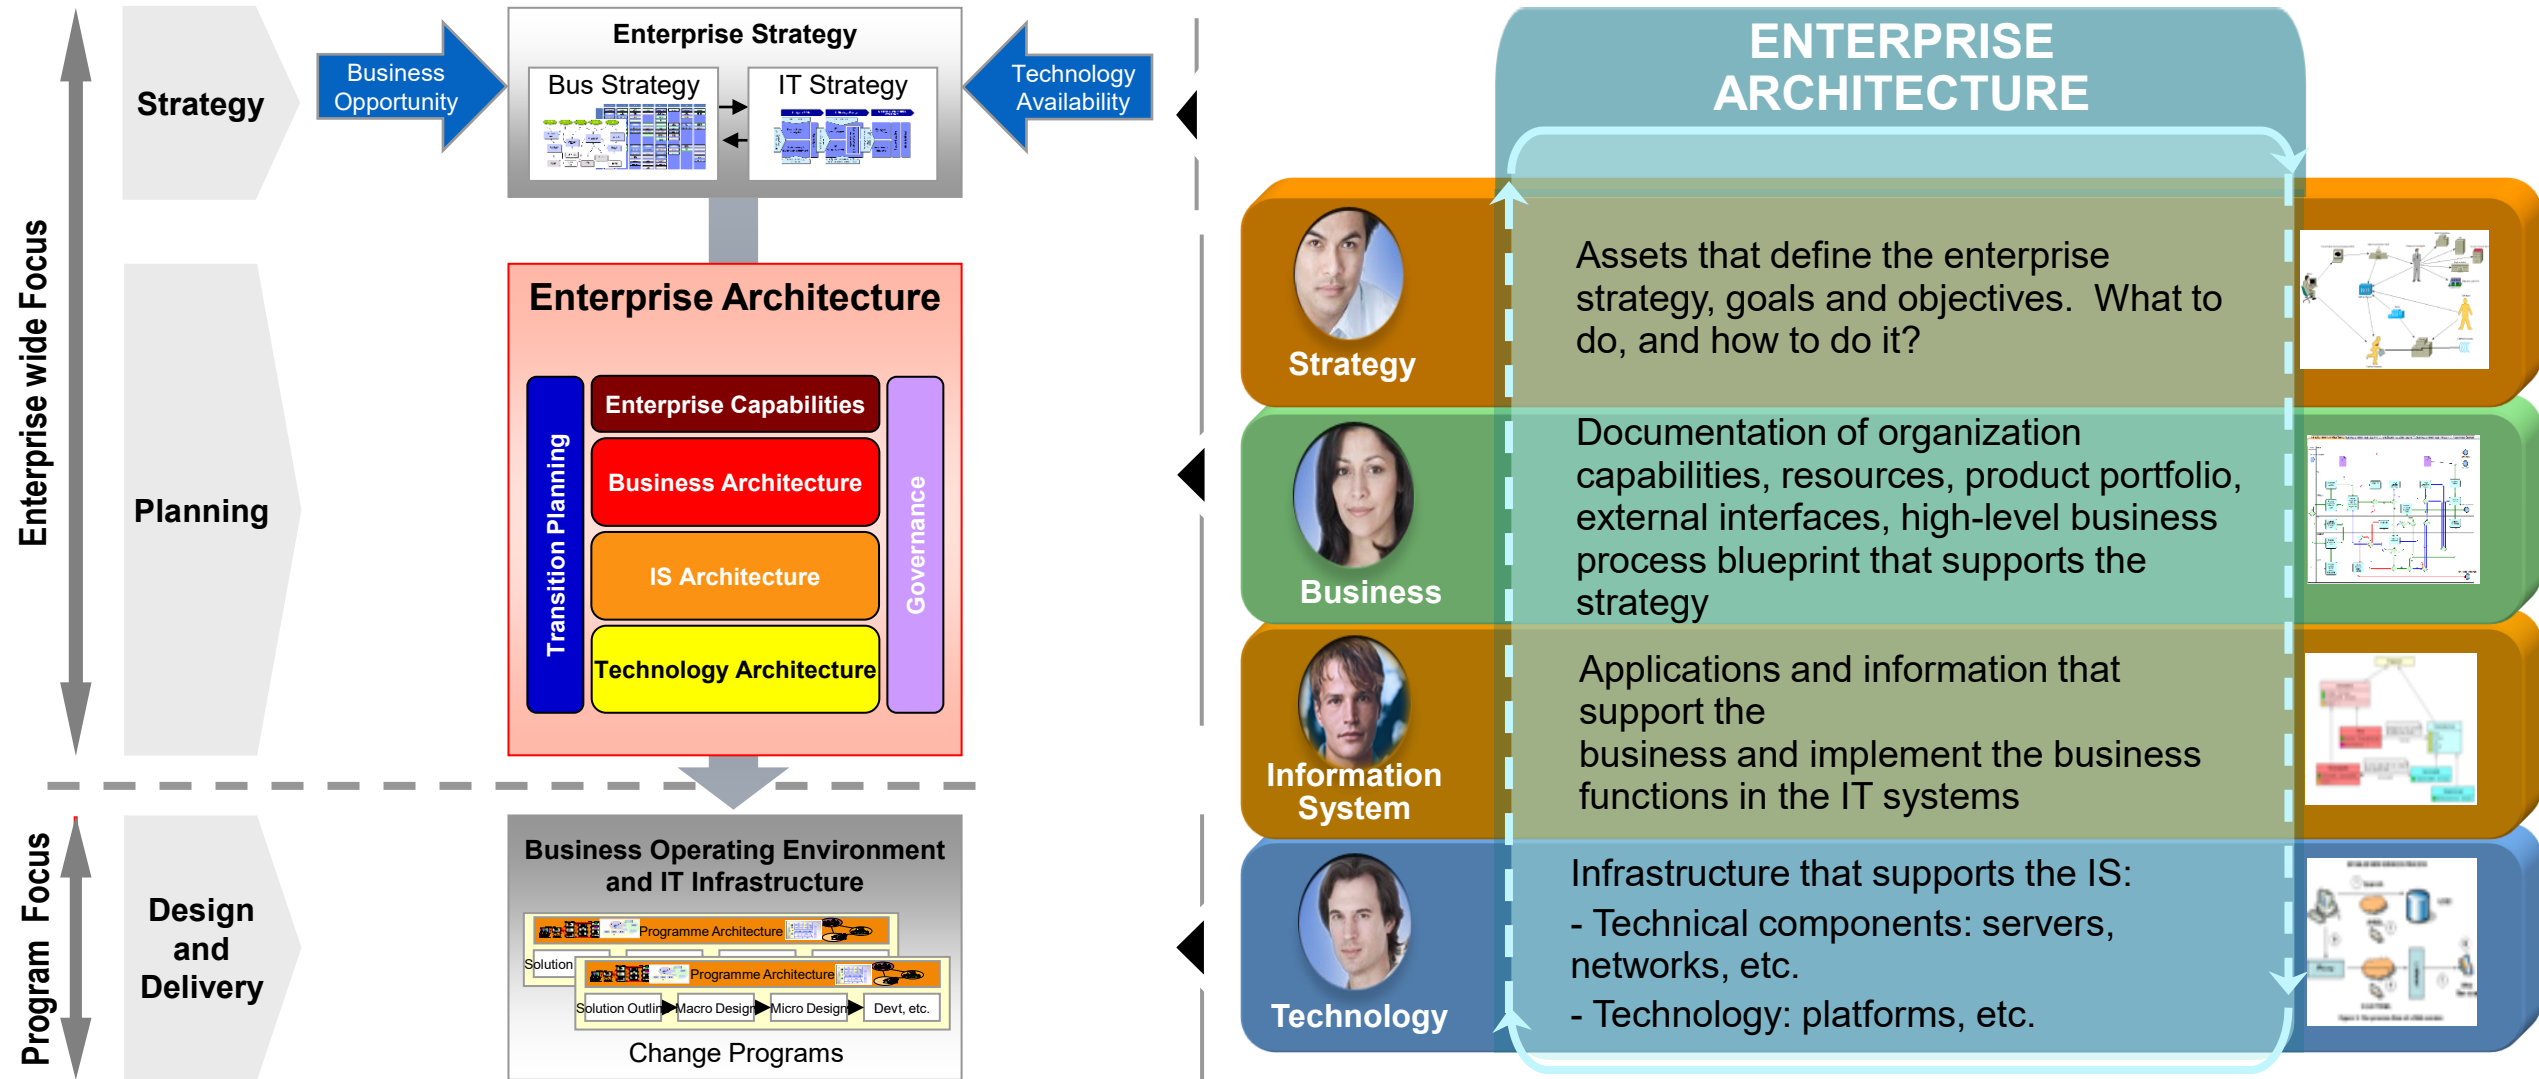 Enterprise wide Focus
Program Focus
Strategy
Planning
Design
and
Delivery
Business
Opportunity
Enterprise Strategy
Bus Strategy
IT Strategy
Technology
Availability
Enterprise Architecture
Transition Planning
Enterprise Capabilities
Business Architecture
IS Architecture
Technology Architecture
Governance
Business Operating Environment
and IT Infrastructure
Programme Architecture
Solution
Programme Architecture
Solution Outlin
Macro Design
Micro Design
Devt, etc.
Change Programs
ENTERPRISE
ARCHITECTURE
Strategy
Assets that define the enterprise
strategy, goals and objectives.  What to
do, and how to do it?
Business
Documentation of organization
capabilities, resources, product portfolio,
external interfaces, high-level business
process blueprint that supports the
strategy
Information
System
Applications and information that
support the
business and implement the business
functions in the IT systems
Technology
Infrastructure that supports the IS:
- Technical components: servers,
networks, etc.
- Technology: platforms, etc.